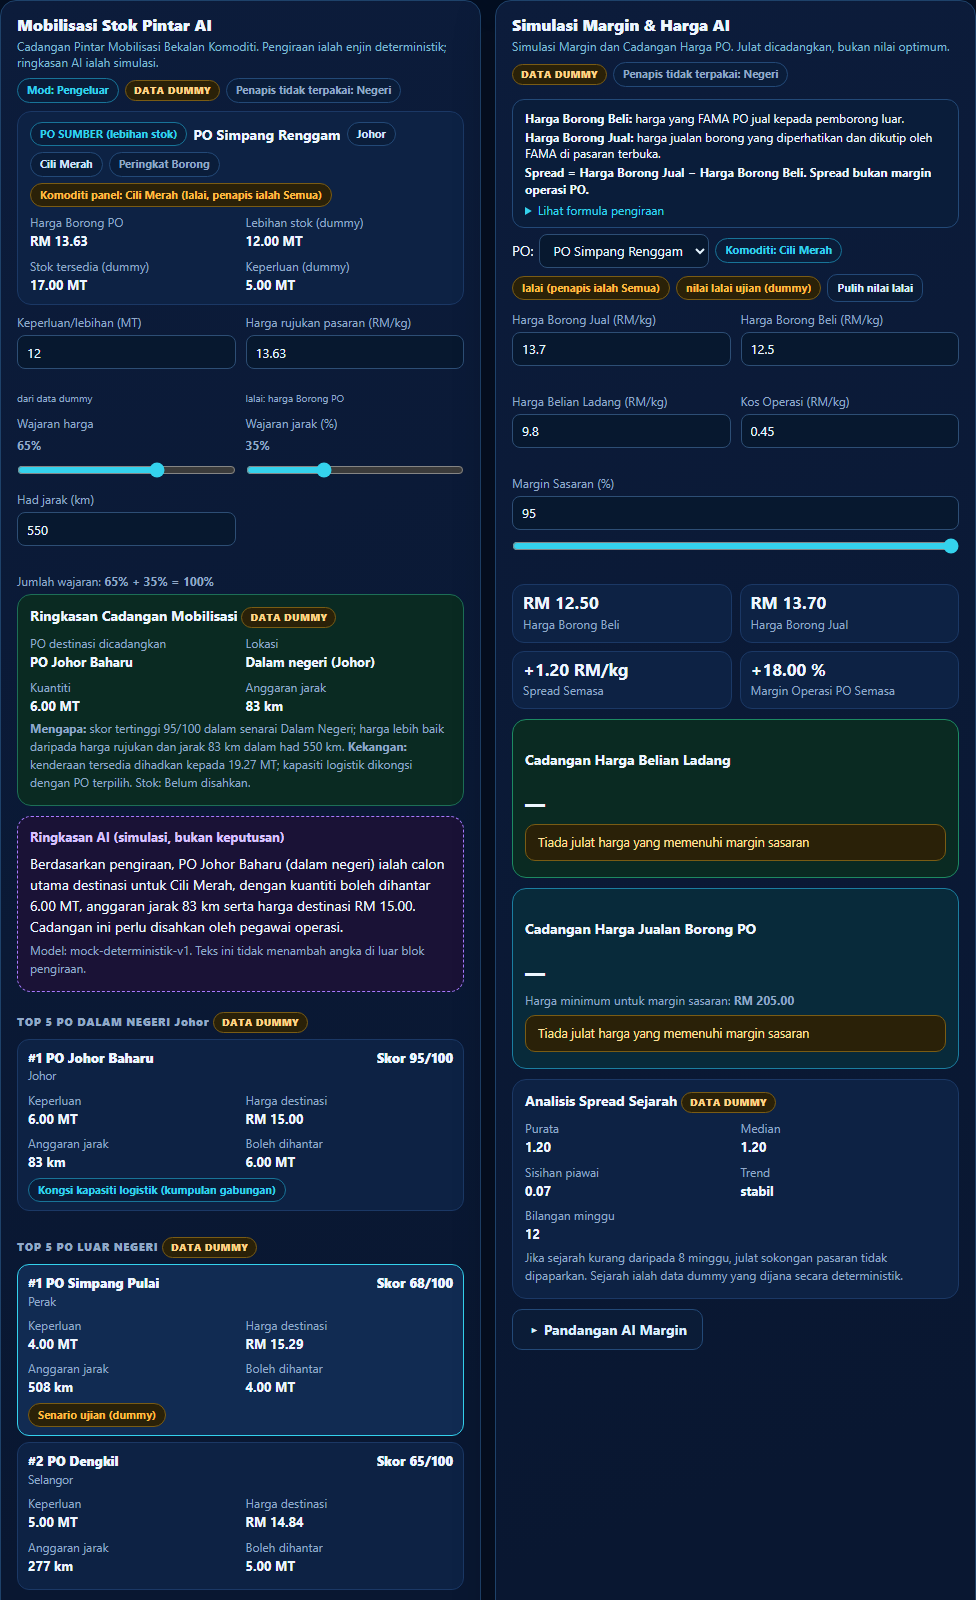 Mobilisasi Stok Pintar AI
Cadangan Pintar Mobilisasi Bekalan Komoditi. Pengiraan ialah enjin deterministik;
ringkasan AI ialah simulasi.
Mod: Pengeluar
DATA DUMMY
Penapis tidak terpakai: Negeri
PO SUMBER (lebihan stok)
PO Simpang Renggam
Johor
Cili Merah
Peringkat Borong
Komoditi panel: Cili Merah (lalai, penapis ialah Semua)
Harga Borong PO
Lebihan stok (dummy)
RM 13.63
12.00 MT
Stok tersedia (dummy)
Keperluan (dummy)
17.00 MT
5.00 MT
Keperluan/lebihan (MT)
Harga rujukan pasaran (RM/kg)
12
13.63
dari data dummy
lalai: harga Borong PO
Wajaran harga
Wajaran jarak (%)
65%
35%
Had jarak (km)
550
Jumlah wajaran: 65% + 35% = 100%
Ringkasan Cadangan Mobilisasi
DATA DUMMY
PO destinasi dicadangkan
Lokasi
PO Johor Baharu
Dalam negeri (Johor)
Kuantiti
Anggaran jarak
6.00 MT
83 km
Mengapa: skor tertinggi 95/100 dalam senarai Dalam Negeri; harga lebih baik
daripada harga rujukan dan jarak 83 km dalam had 550 km. Kekangan:
kenderaan tersedia dihadkan kepada 19.27 MT; kapasiti logistik dikongsi
dengan PO terpilih. Stok: Belum disahkan.
Ringkasan AI (simulasi, bukan keputusan)
Berdasarkan pengiraan, PO Johor Baharu (dalam negeri) ialah calon
utama destinasi untuk Cili Merah, dengan kuantiti boleh dihantar
6.00 MT, anggaran jarak 83 km serta harga destinasi RM 15.00.
Cadangan ini perlu disahkan oleh pegawai operasi.
Model: mock-deterministik-v1. Teks ini tidak menambah angka di luar blok
pengiraan.
TOP 5 PO DALAM NEGERI Johor
DATA DUMMY
#1 PO Johor Baharu
Skor 95/100
Johor
Keperluan
Harga destinasi
6.00 MT
RM 15.00
Anggaran jarak
Boleh dihantar
83 km
6.00 MT
Kongsi kapasiti logistik (kumpulan gabungan)
TOP 5 PO LUAR NEGERI
DATA DUMMY
#1 PO Simpang Pulai
Skor 68/100
Perak
Keperluan
Harga destinasi
4.00 MT
RM 15.29
Anggaran jarak
Boleh dihantar
508 km
4.00 MT
Senario ujian (dummy)
#2 PO Dengkil
Skor 65/100
Selangor
Keperluan
Harga destinasi
5.00 MT
RM 14.84
Anggaran jarak
Boleh dihantar
277 km
5.00 MT
Simulasi Margin & Harga AI
Simulasi Margin dan Cadangan Harga PO. Julat dicadangkan, bukan nilai optimum.
DATA DUMMY
Penapis tidak terpakai: Negeri
Harga Borong Beli: harga yang FAMA PO jual kepada pemborong luar.
Harga Borong Jual: harga jualan borong yang diperhatikan dan dikutip oleh
FAMA di pasaran terbuka.
Spread = Harga Borong Jual − Harga Borong Beli. Spread bukan margin
operasi PO.
▶ Lihat formula pengiraan
PO:
PO Simpang Renggam
Komoditi: Cili Merah
lalai (penapis ialah Semua)
nilai lalai ujian (dummy)
Pulih nilai lalai
Harga Borong Jual (RM/kg)
Harga Borong Beli (RM/kg)
13.7
12.5
Harga Belian Ladang (RM/kg)
Kos Operasi (RM/kg)
9.8
0.45
Margin Sasaran (%)
95
RM 12.50
RM 13.70
Harga Borong Beli
Harga Borong Jual
+1.20 RM/kg
+18.00 %
Spread Semasa
Margin Operasi PO Semasa
Cadangan Harga Belian Ladang
—
Tiada julat harga yang memenuhi margin sasaran
Cadangan Harga Jualan Borong PO
—
Harga minimum untuk margin sasaran: RM 205.00
Tiada julat harga yang memenuhi margin sasaran
Analisis Spread Sejarah
DATA DUMMY
Purata
Median
1.20
1.20
Sisihan piawai
Trend
0.07
stabil
Bilangan minggu
12
Jika sejarah kurang daripada 8 minggu, julat sokongan pasaran tidak
dipaparkan. Sejarah ialah data dummy yang dijana secara deterministik.
▸ Pandangan AI Margin